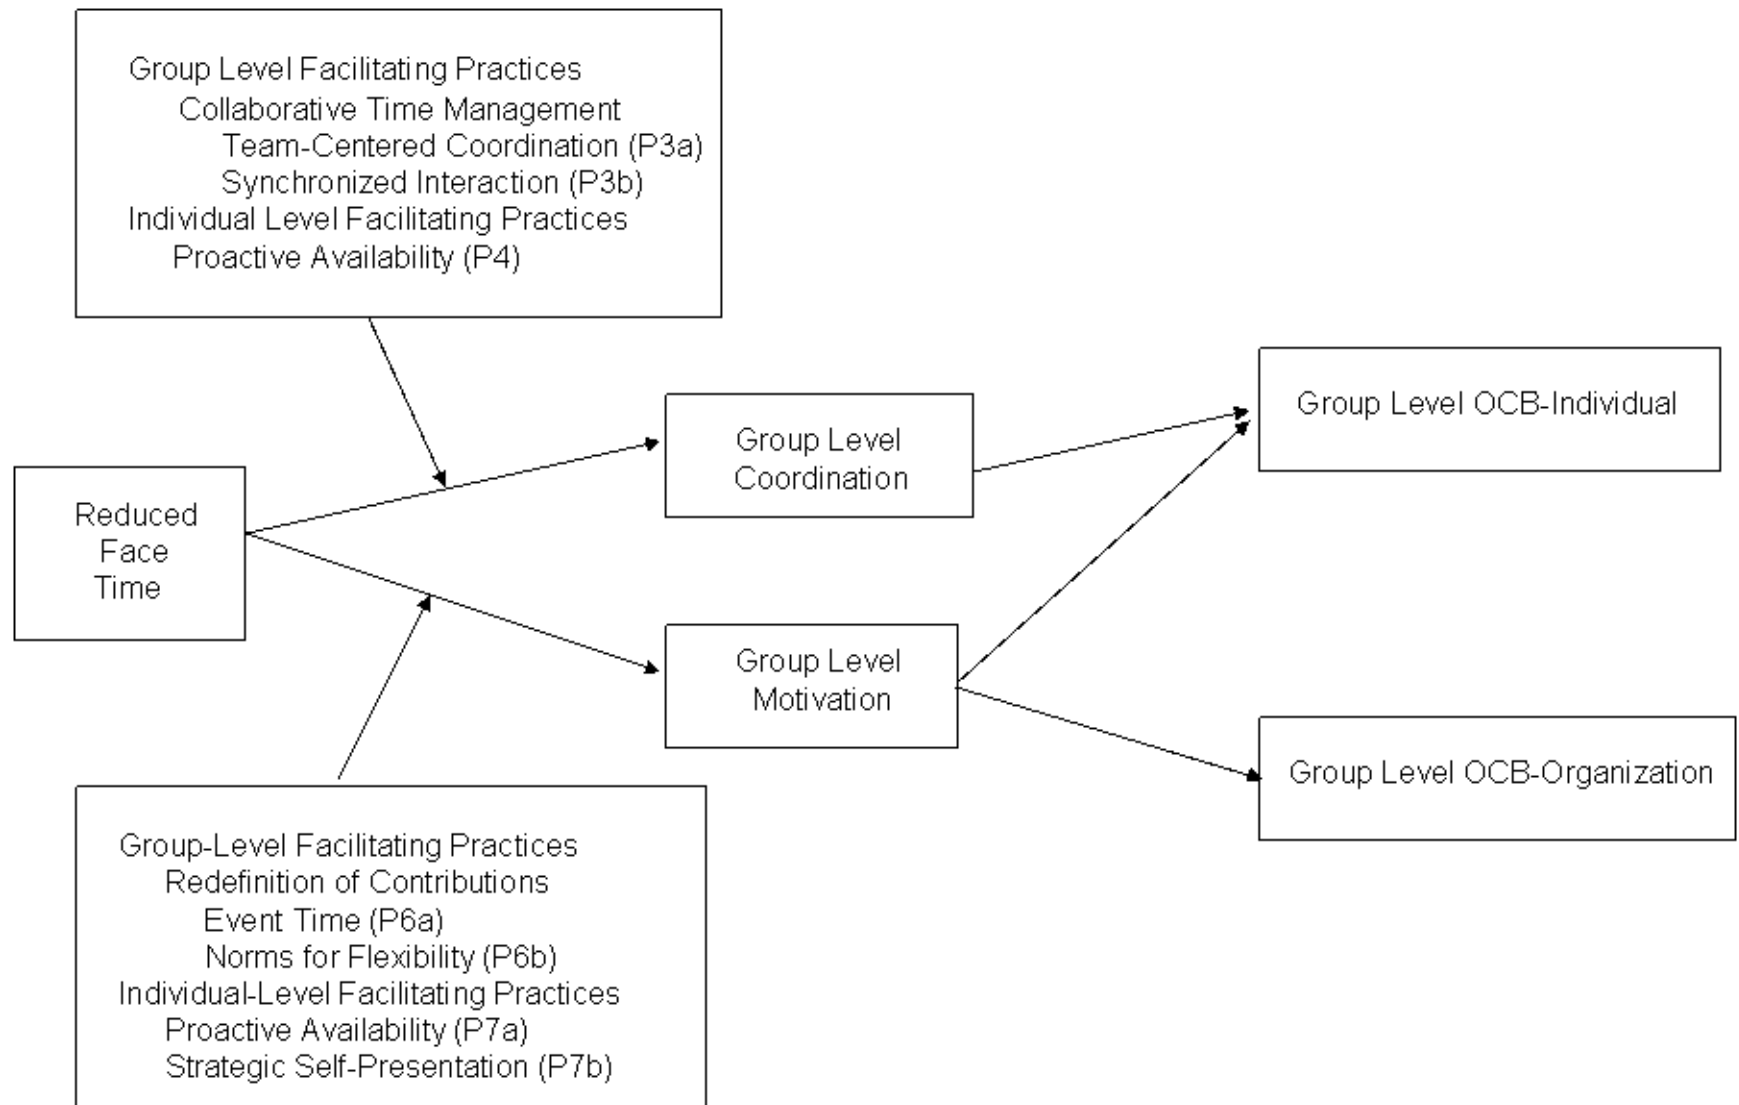 Group Level Facilitating Practices
Collaborative Time Management
Team-Centered Coordination (P3a)
Synchronized Interaction (P3b)
Individual Level Facilitating Practices
Proactive Availability (P4)
Reduced
Face
Time
Group Level
Coordination
Group Level OCB-Individual
Group Level
Motivation
Group Level OCB-Organization
Group-Level Facilitating Practices
Redefinition of Contributions
Event Time (P6a)
Norms for Flexibility (P6b)
Individual-Level Facilitating Practices
Proactive Availability (P7a)
Strategic Self-Presentation (P7b)